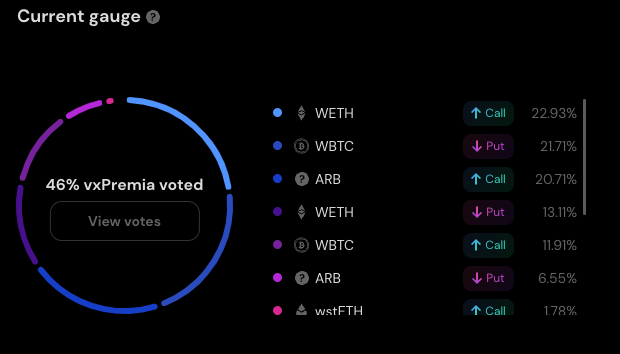 Current gauge ?
46% vxPremia voted
View votes
WETH Call 22.93%
WBTC Put 21.71%
ARB Call 20.71%
WETH Put 13.11%
WBTC Call 11.91%
ARB Put 6.55%
wstETH Call 1.78%